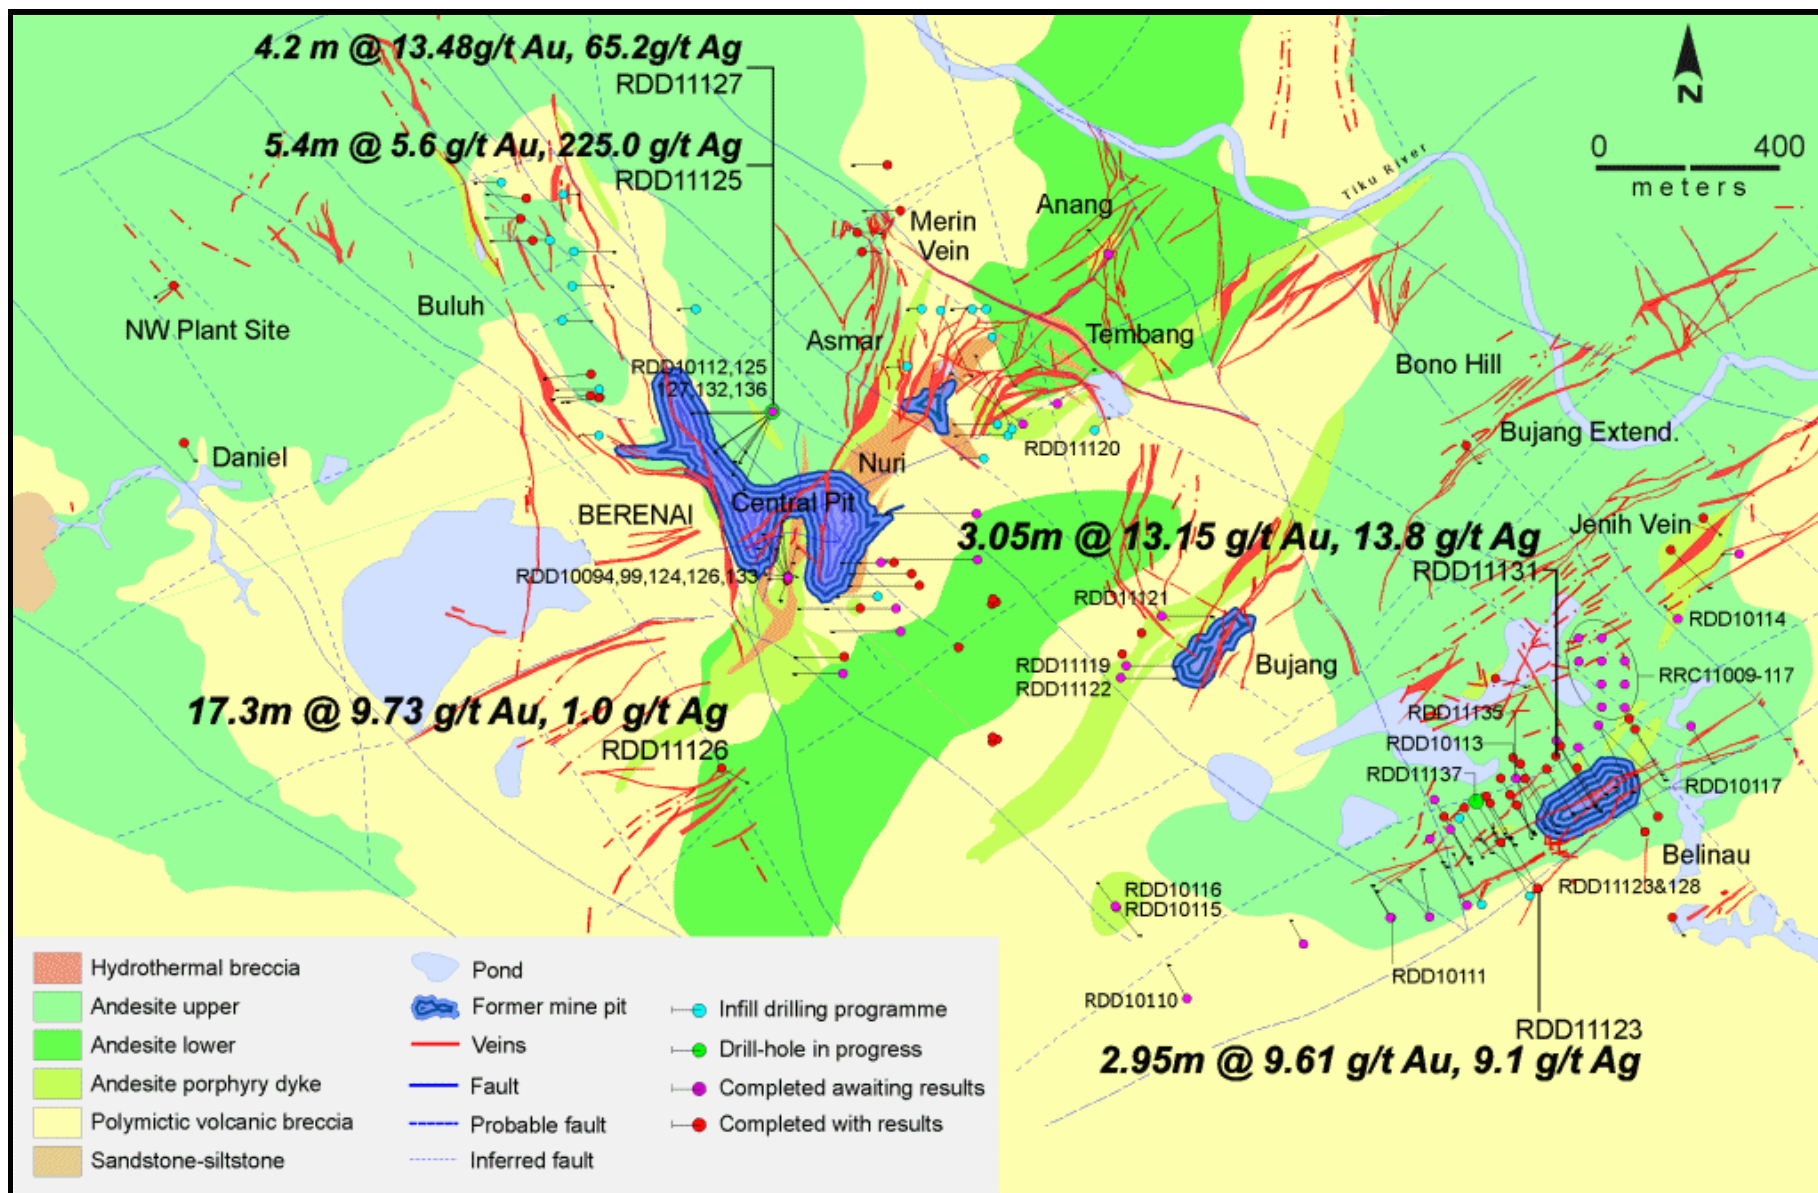 4.2 m @ 13.48g/t Au, 65.2g/t Ag
RDD11127
5.4m @ 5.6 g/t Au, 225.0 g/t Ag
RDD11125
N
0 400
meters
Tiku River
Anang
Merin
Vein
Buluh
NW Plant Site
Asmar
Tembang
Bono Hill
RDD10112,125
127,132,136
Daniel
Nuri
RDD11120
Bujang Extend.
Central Pit
BERENAI
Jenih Vein
3.05m @ 13.15 g/t Au, 13.8 g/t Ag
RDD11131
RDD10094,99,124,126,133
RDD11121
RDD10114
RDD11119
RDD11122
Bujang
RRC11009-117
17.3m @ 9.73 g/t Au, 1.0 g/t Ag
RDD11126
RDD11135
RDD10113
RDD11137
RDD10117
Belinau
RDD11123&128
RDD10116
RDD10115
RDD10111
RDD10110
RDD11123
2.95m @ 9.61 g/t Au, 9.1 g/t Ag
Hydrothermal breccia
Andesite upper
Andesite lower
Andesite porphyry dyke
Polymictic volcanic breccia
Sandstone-siltstone
Pond
Former mine pit
Veins
Fault
Probable fault
Inferred fault
Infill drilling programme
Drill-hole in progress
Completed awaiting results
Completed with results